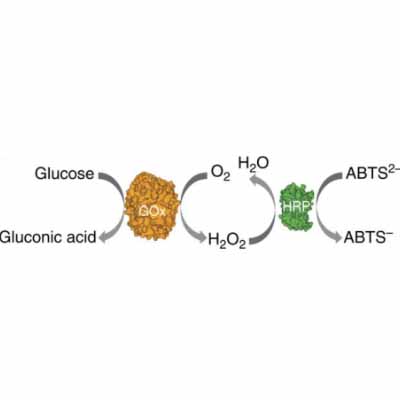 Glucose
GOx
O₂
H₂O
HRP
ABTS²⁻
Gluconic acid
H₂O₂
ABTS⁻